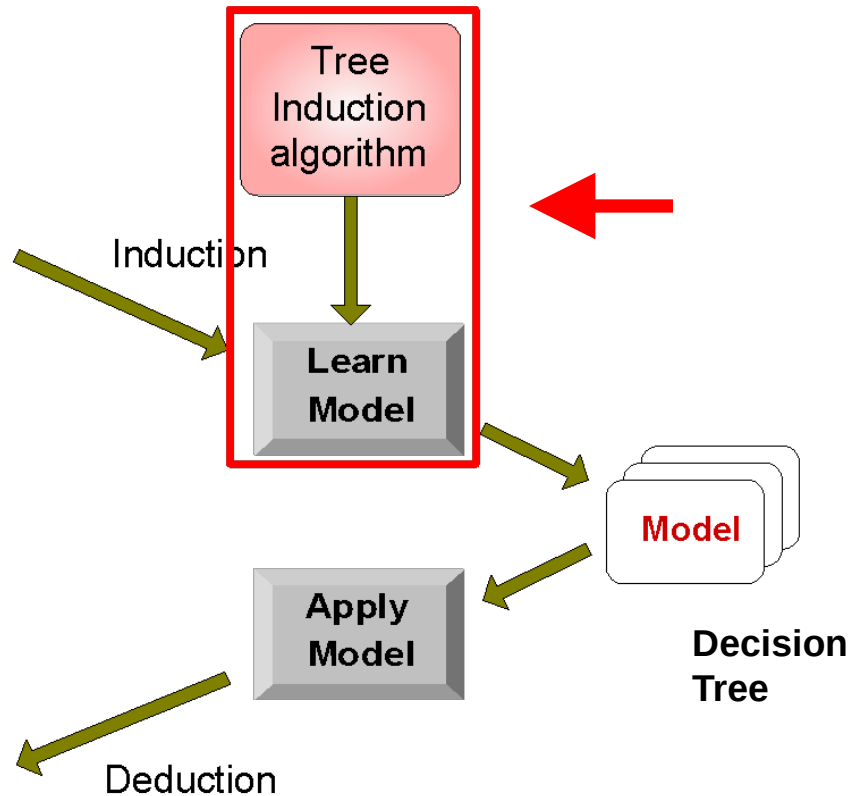 Tree
Induction
algorithm
Induction
Learn
Model
Model
Apply
Model
Decision
Tree
Deduction